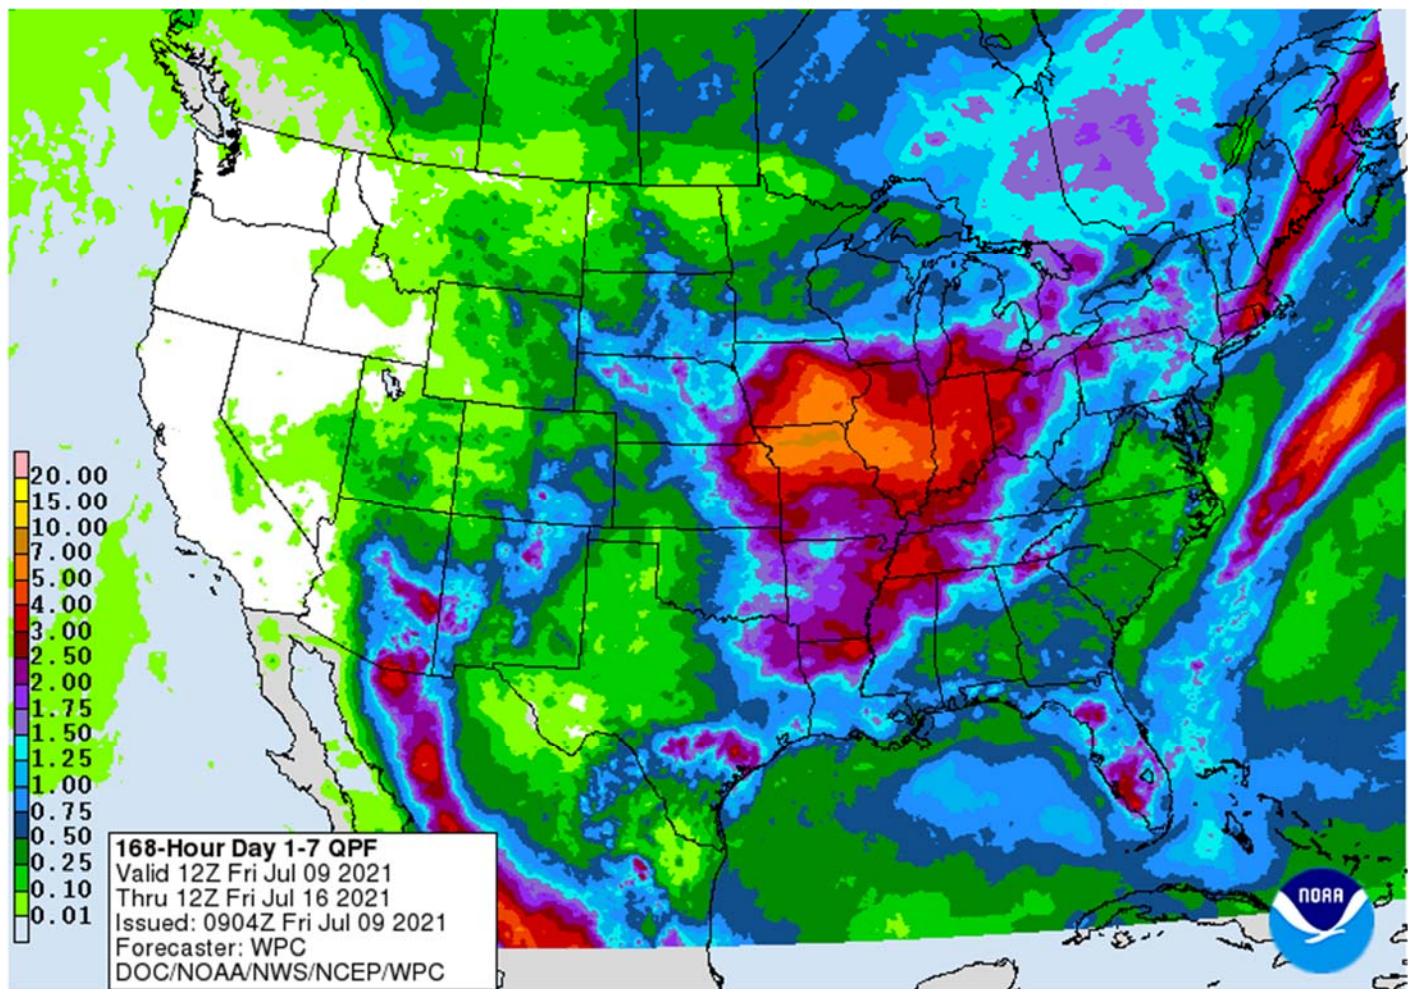 20.00
15.00
10.00
7.00
5.00
4.00
3.00
2.50
2.00
1.75
1.50
1.25
1.00
0.75
0.50
0.25
0.10
0.01
168-Hour Day 1-7 QPF
Valid 12Z Fri Jul 09 2021
Thru 12Z Fri Jul 16 2021
Issued: 0904Z Fri Jul 09 2021
Forecaster: WPC
DOC/NOAA/NWS/NCEP/WPC
NOAA